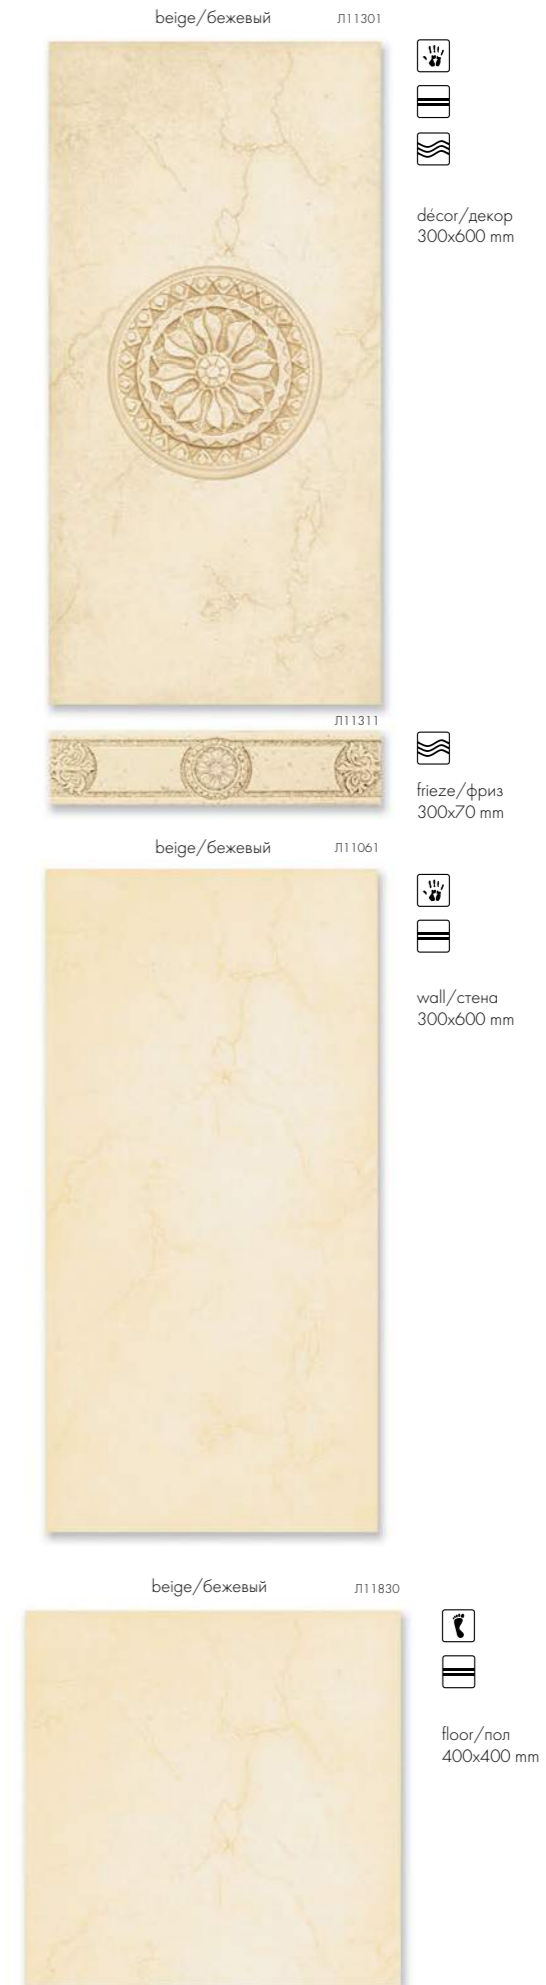 beige/бежевый Л11301
décor/декор
300x600 mm
Л11311
frieze/фриз
300x70 mm
beige/бежевый Л11061
wall/стена
300x600 mm
beige/бежевый Л11830
floor/пол
400x400 mm